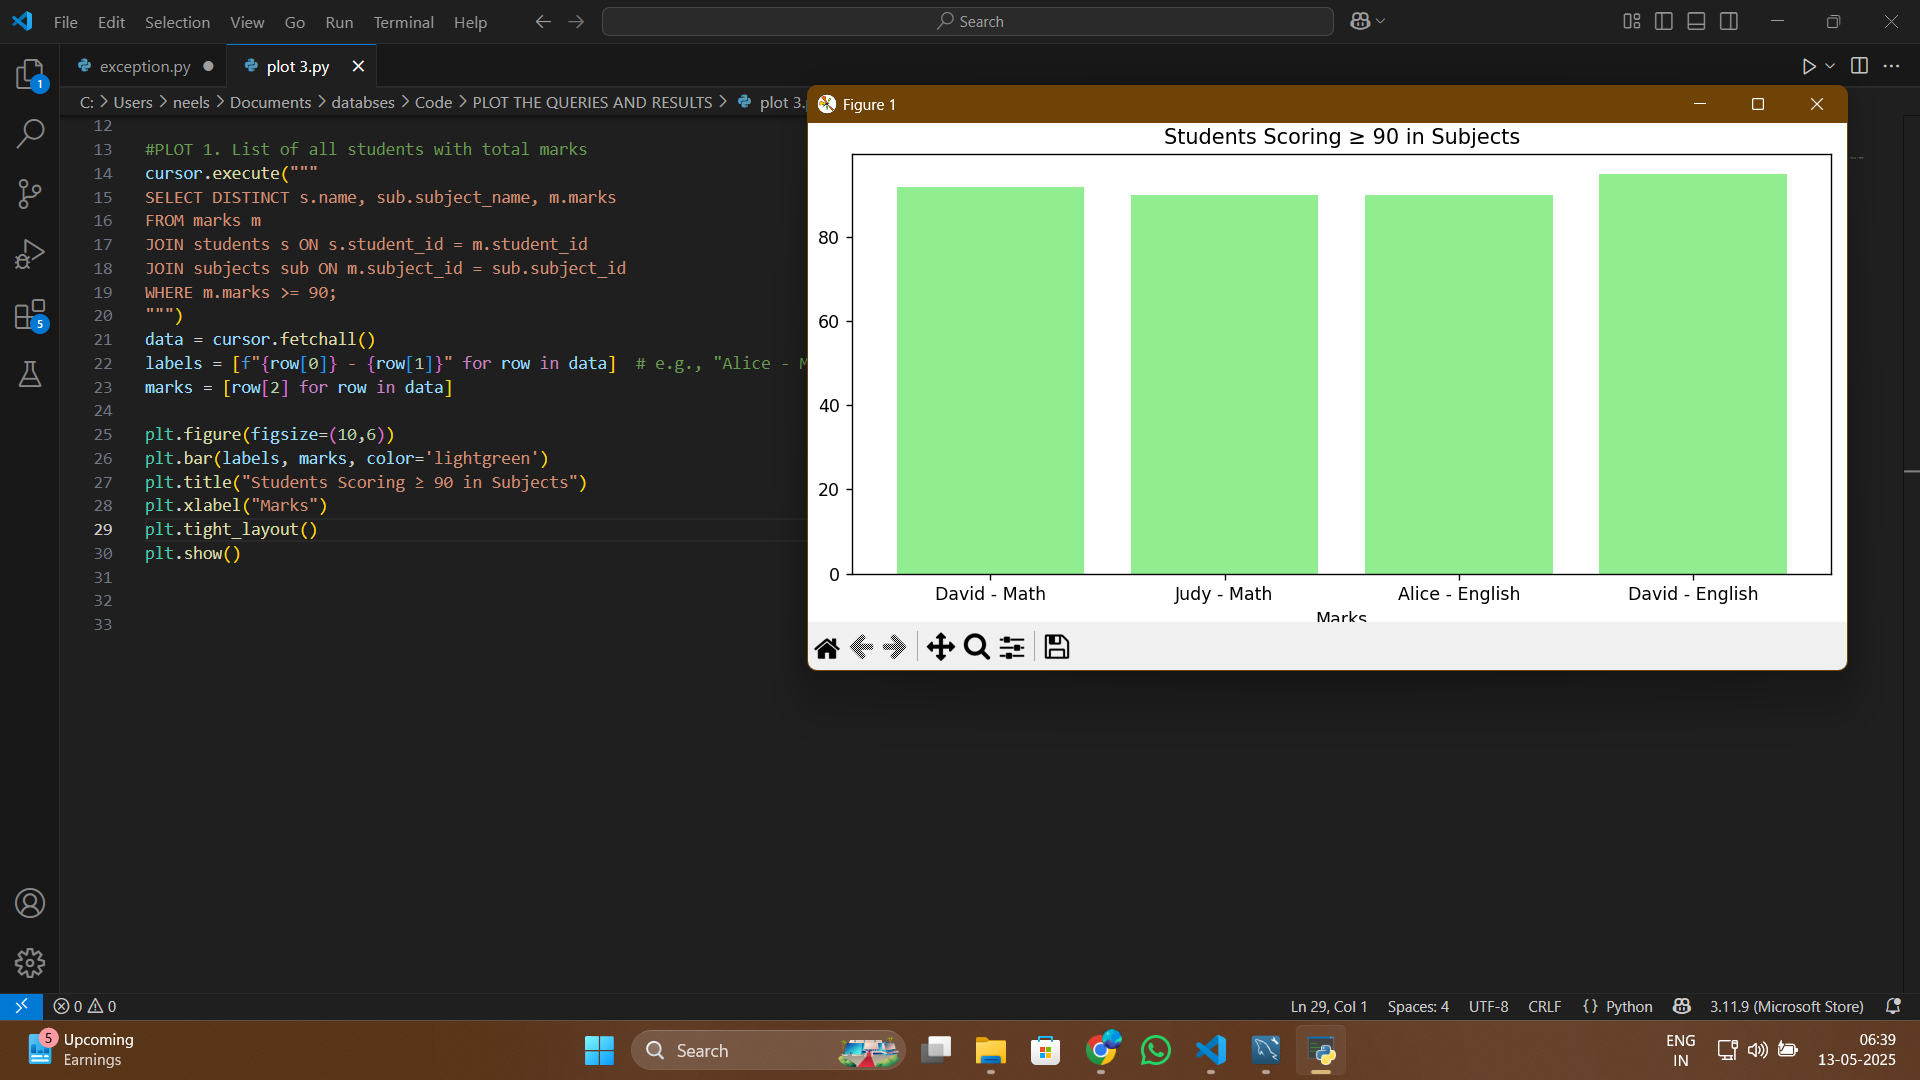 File Edit Selection View Go Run Terminal Help
Search
exception.py
plot 3.py
C: > Users > neels > Documents > databses > Code > PLOT THE QUERIES AND RESULTS > plot 3.
1
5
12
13 #PLOT 1. List of all students with total marks
14 cursor.execute("""
15 SELECT DISTINCT s.name, sub.subject_name, m.marks
16 FROM marks m
17 JOIN students s ON s.student_id = m.student_id
18 JOIN subjects sub ON m.subject_id = sub.subject_id
19 WHERE m.marks >= 90;
20 """)
21 data = cursor.fetchall()
22 labels = [f"{row[0]} - {row[1]}" for row in data]  # e.g., "Alice - M
23 marks = [row[2] for row in data]
24
25 plt.figure(figsize=(10,6))
26 plt.bar(labels, marks, color='lightgreen')
27 plt.title("Students Scoring ≥ 90 in Subjects")
28 plt.xlabel("Marks")
29 plt.tight_layout()
30 plt.show()
31
32
33
Figure 1
Students Scoring ≥ 90 in Subjects
80
60
40
20
0
David - Math Judy - Math Alice - English David - English
Marks
0 0
Ln 29, Col 1 Spaces: 4 UTF-8 CRLF {} Python 3.11.9 (Microsoft Store)
5
Upcoming
Earnings
Search
ENG
IN
06:39
13-05-2025